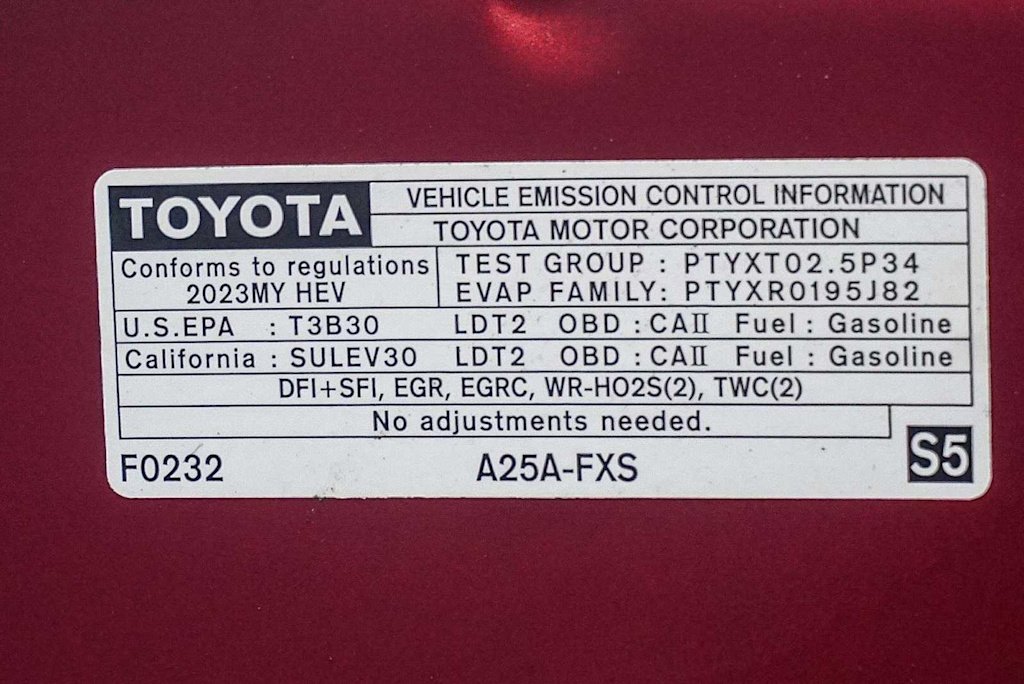 TOYOTA
VEHICLE EMISSION CONTROL INFORMATION
TOYOTA MOTOR CORPORATION
Conforms to regulations
2023MY HEV
TEST GROUP : PTYXT02.5P34
EVAP FAMILY: PTYXR0195J82
U.S.EPA : T3B30 LDT2 OBD : CAII Fuel : Gasoline
California : SULEV30 LDT2 OBD : CAII Fuel : Gasoline
DFI+SFI, EGR, EGRC, WR-HO2S(2), TWC(2)
No adjustments needed.
F0232 A25A-FXS S5